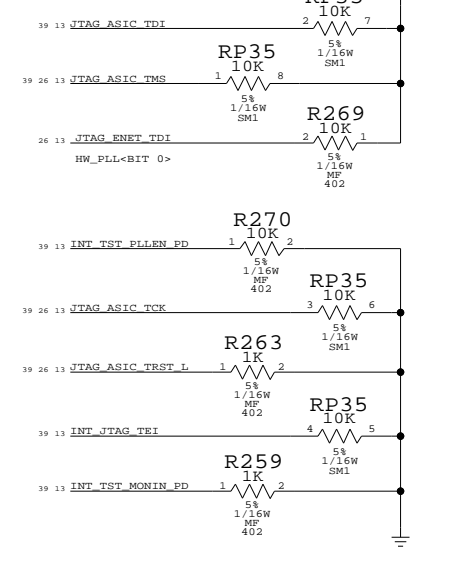 RP35
10K
39 13 JTAG_ASIC_TDI 2 7
5%
1/16W
SM1
RP35
10K
39 26 13 JTAG_ASIC_TMS 1 8
5%
1/16W
SM1
R269
10K
26 13 JTAG_ENET_TDI 2 1
HW_PLL<BIT 0>
5%
1/16W
MF
402
R270
10K
39 13 INT_TST_PLLEN_PD 1 2
5%
1/16W
MF
402
RP35
10K
39 26 13 JTAG_ASIC_TCK 3 6
5%
1/16W
SM1
R263
1K
39 26 13 JTAG_ASIC_TRST_L 1 2
5%
1/16W
MF
402
RP35
10K
39 13 INT_JTAG_TEI 4 5
5%
1/16W
SM1
R259
1K
39 13 INT_TST_MONIN_PD 1 2
5%
1/16W
MF
402